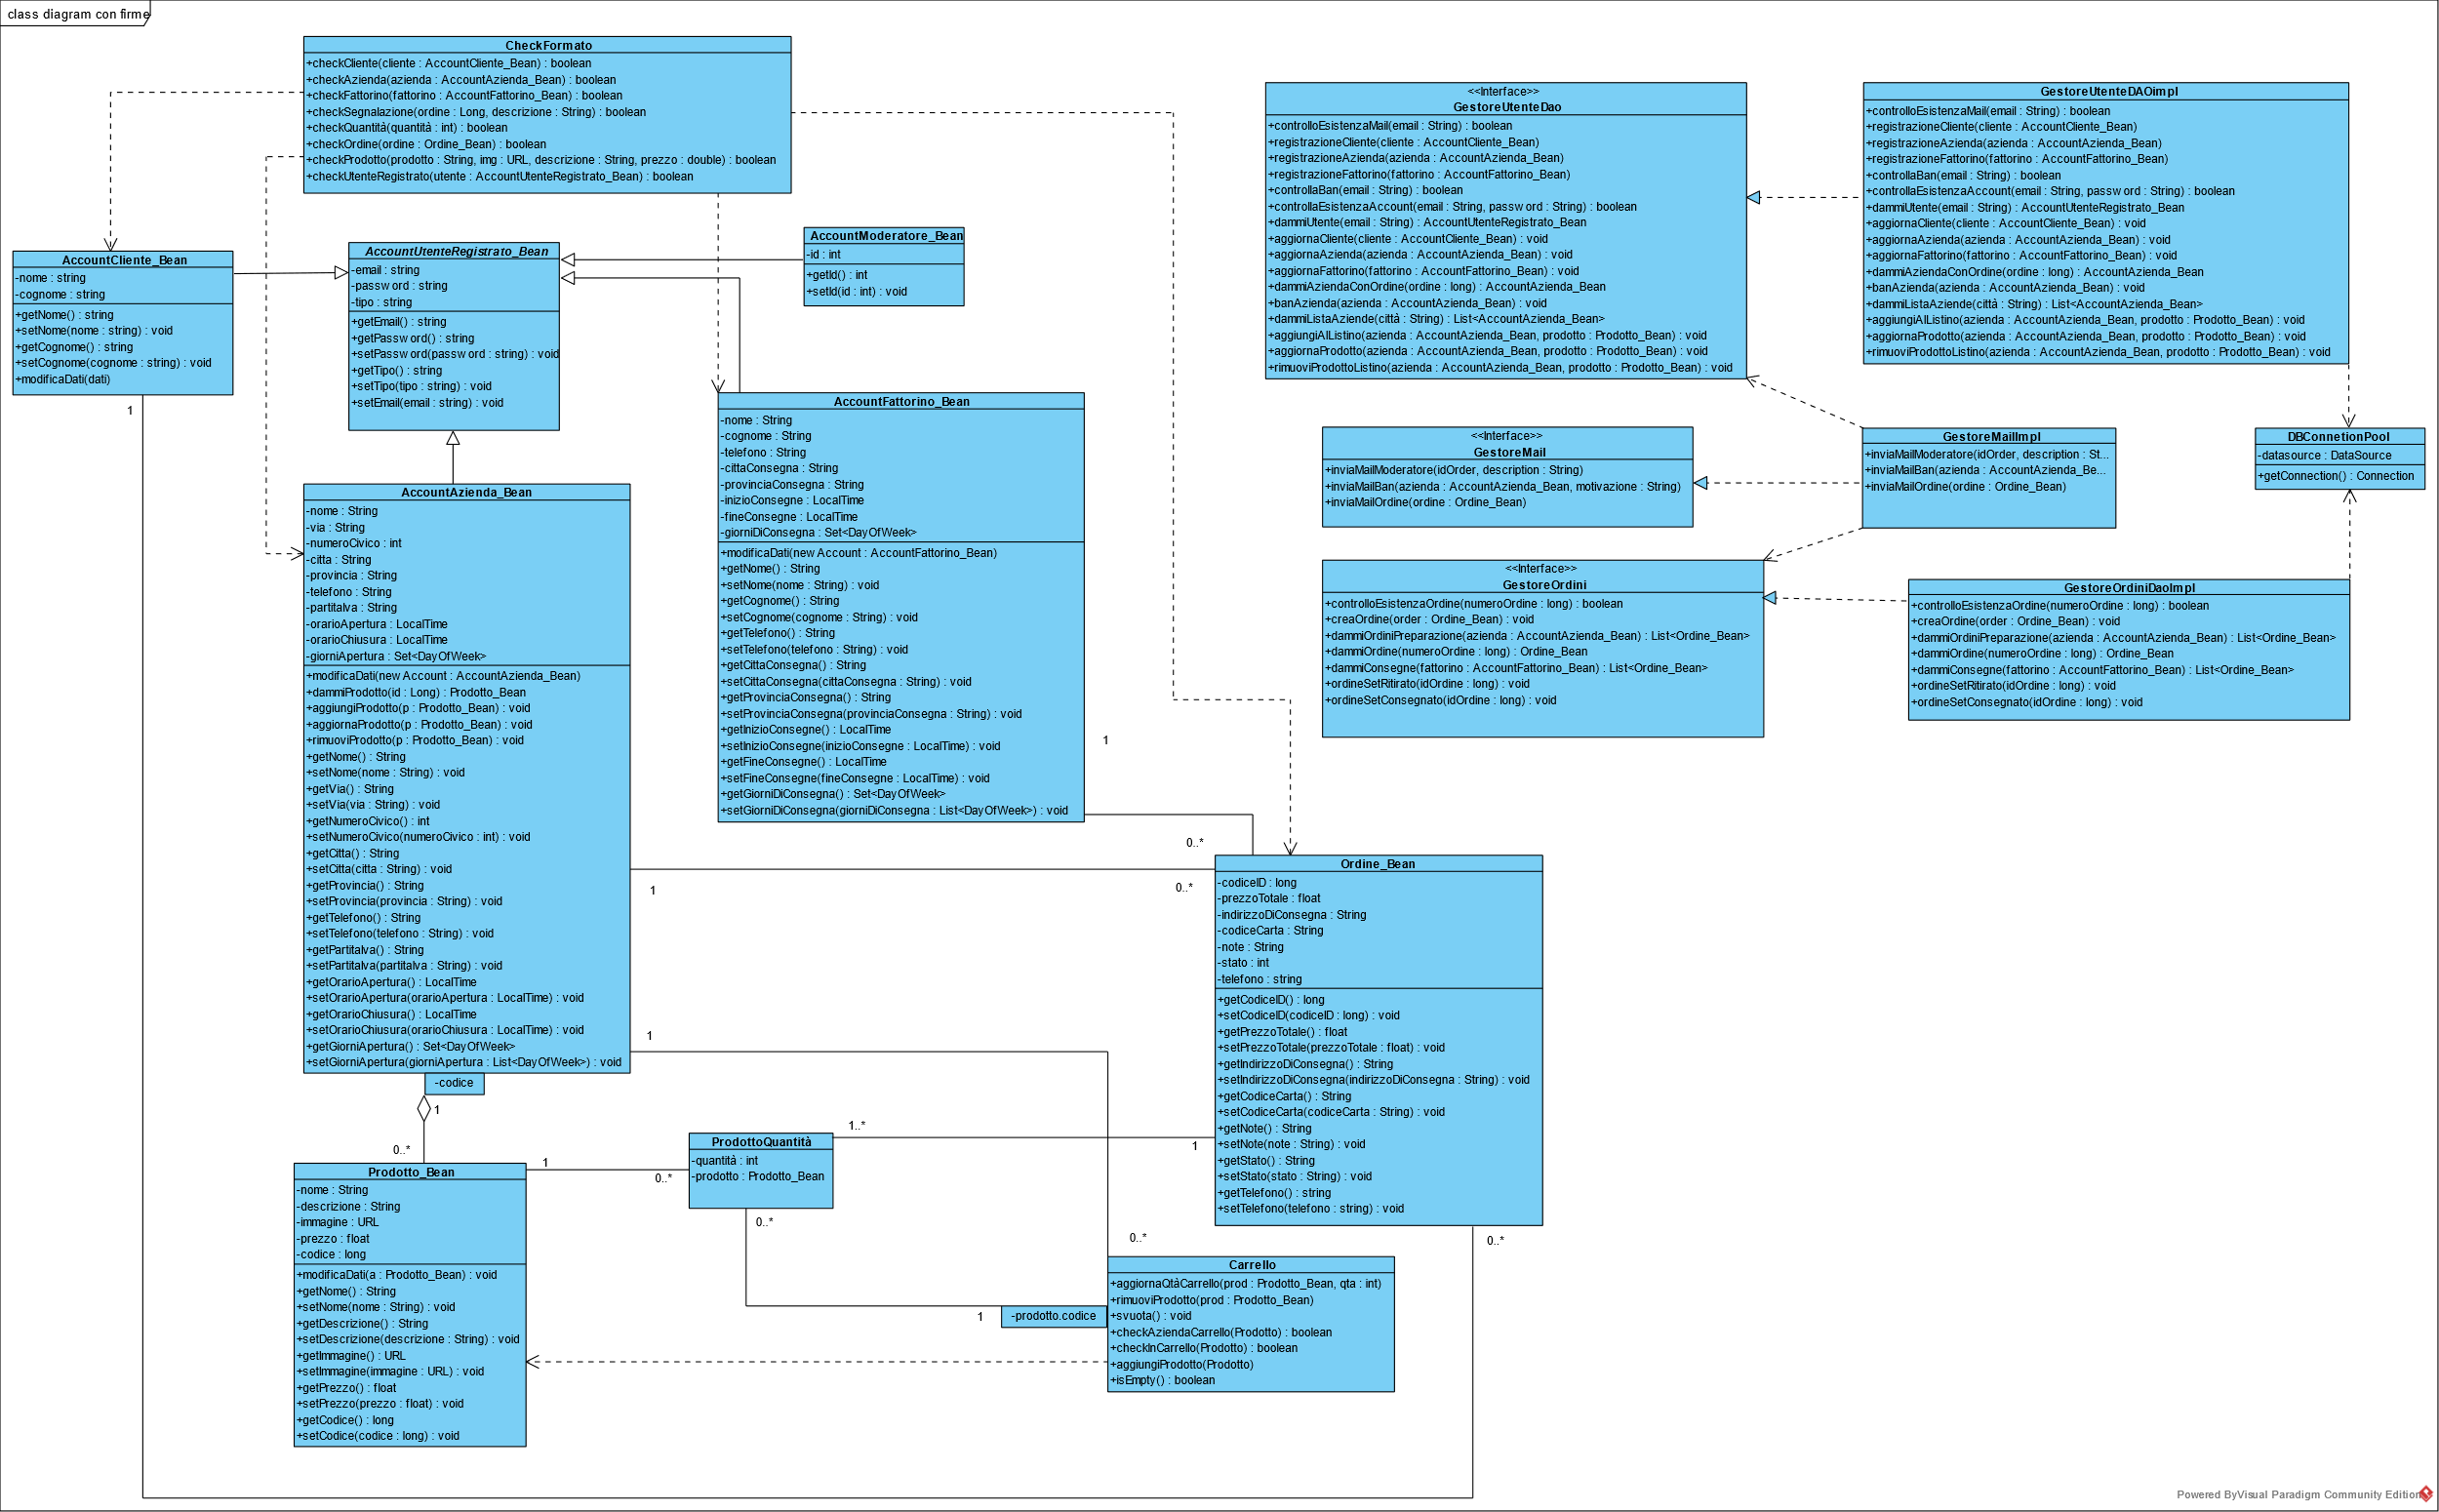 class diagram con firme
CheckFormato
+checkCliente(cliente : AccountCliente_Bean) : boolean
+checkAzienda(azienda : AccountAzienda_Bean) : boolean
+checkFattorino(fattorino : AccountFattorino_Bean) : boolean
+checkSegnalazione(ordine : Long, descrizione : String) : boolean
+checkQuantità(quantità : int) : boolean
+checkOrdine(ordine : Ordine_Bean) : boolean
+checkProdotto(prodotto : String, img : URL, descrizione : String, prezzo : double) : boolean
+checkUtenteRegistrato(utente : AccountUtenteRegistrato_Bean) : boolean
<<Interface>>
GestoreUtenteDao
+controlloEsistenzaMail(email : String) : boolean
+registrazioneCliente(cliente : AccountCliente_Bean)
+registrazioneAzienda(azienda : AccountAzienda_Bean)
+registrazioneFattorino(fattorino : AccountFattorino_Bean)
+controllaBan(email : String) : boolean
+controllaEsistenzaAccount(email : String, password : String) : boolean
+dammiUtente(email : String) : AccountUtenteRegistrato_Bean
+aggiornaCliente(cliente : AccountCliente_Bean) : void
+aggiornaAzienda(azienda : AccountAzienda_Bean) : void
+aggiornaFattorino(fattorino : AccountFattorino_Bean) : void
+dammiAziendaConOrdine(ordine : long) : AccountAzienda_Bean
+banAzienda(azienda : AccountAzienda_Bean) : void
+dammiListaAziende(città : String) : List<AccountAzienda_Bean>
+aggiungiAlListino(azienda : AccountAzienda_Bean, prodotto : Prodotto_Bean) : void
+aggiornaProdotto(azienda : AccountAzienda_Bean, prodotto : Prodotto_Bean) : void
+rimuoviProdottoListino(azienda : AccountAzienda_Bean, prodotto : Prodotto_Bean) : void
GestoreUtenteDAOimpl
+controlloEsistenzaMail(email : String) : boolean
+registrazioneCliente(cliente : AccountCliente_Bean)
+registrazioneAzienda(azienda : AccountAzienda_Bean)
+registrazioneFattorino(fattorino : AccountFattorino_Bean)
+controllaBan(email : String) : boolean
+controllaEsistenzaAccount(email : String, password : String) : boolean
+dammiUtente(email : String) : AccountUtenteRegistrato_Bean
+aggiornaCliente(cliente : AccountCliente_Bean) : void
+aggiornaAzienda(azienda : AccountAzienda_Bean) : void
+aggiornaFattorino(fattorino : AccountFattorino_Bean) : void
+dammiAziendaConOrdine(ordine : long) : AccountAzienda_Bean
+banAzienda(azienda : AccountAzienda_Bean) : void
+dammiListaAziende(città : String) : List<AccountAzienda_Bean>
+aggiungiAlListino(azienda : AccountAzienda_Bean, prodotto : Prodotto_Bean) : void
+aggiornaProdotto(azienda : AccountAzienda_Bean, prodotto : Prodotto_Bean) : void
+rimuoviProdottoListino(azienda : AccountAzienda_Bean, prodotto : Prodotto_Bean) : void
AccountCliente_Bean
-nome : string
-cognome : string
+getNome() : string
+setNome(nome : string) : void
+getCognome() : string
+setCognome(cognome : string) : void
+modificaDati(dati)
1
AccountUtenteRegistrato_Bean
-email : string
-password : string
-tipo : string
+getEmail() : string
+getPassword() : string
+setPassword(password : string) : void
+getTipo() : string
+setTipo(tipo : string) : void
+setEmail(email : string) : void
AccountModeratore_Bean
-id : int
+getId() : int
+setId(id : int) : void
AccountFattorino_Bean
-nome : String
-cognome : String
-telefono : String
-cittaConsegna : String
-provinciaConsegna : String
-inizioConsegne : LocalTime
-fineConsegne : LocalTime
-giorniDiConsegna : Set<DayOfWeek>
+modificaDati(new Account : AccountFattorino_Bean)
+getNome() : String
+setNome(nome : String) : void
+getCognome() : String
+setCognome(cognome : String) : void
+getTelefono() : String
+setTelefono(telefono : String) : void
+getCittaConsegna() : String
+setCittaConsegna(cittaConsegna : String) : void
+getProvinciaConsegna() : String
+setProvinciaConsegna(provinciaConsegna : String) : void
+getInizioConsegne() : LocalTime
+setInizioConsegne(inizioConsegne : LocalTime) : void
+getFineConsegne() : LocalTime
+setFineConsegne(fineConsegne : LocalTime) : void
+getGiorniDiConsegna() : Set<DayOfWeek>
+setGiorniDiConsegna(giorniDiConsegna : List<DayOfWeek>) : void
1
0..*
<<Interface>>
GestoreMail
+inviaMailModeratore(idOrder, description : String)
+inviaMailBan(azienda : AccountAzienda_Bean, motivazione : String)
+inviaMailOrdine(ordine : Ordine_Bean)
GestoreMailImpl
+inviaMailModeratore(idOrder, description : St...
+inviaMailBan(azienda : AccountAzienda_Be...
+inviaMailOrdine(ordine : Ordine_Bean)
DBConnetionPool
-datasource : DataSource
+getConnection() : Connection
<<Interface>>
GestoreOrdini
+controlloEsistenzaOrdine(numeroOrdine : long) : boolean
+creaOrdine(order : Ordine_Bean) : void
+dammiOrdiniPreparazione(azienda : AccountAzienda_Bean) : List<Ordine_Bean>
+dammiOrdine(numeroOrdine : long) : Ordine_Bean
+dammiConsegne(fattorino : AccountFattorino_Bean) : List<Ordine_Bean>
+ordineSetRitirato(idOrdine : long) : void
+ordineSetConsegnato(idOrdine : long) : void
GestoreOrdiniDaoImpl
+controlloEsistenzaOrdine(numeroOrdine : long) : boolean
+creaOrdine(order : Ordine_Bean) : void
+dammiOrdiniPreparazione(azienda : AccountAzienda_Bean) : List<Ordine_Bean>
+dammiOrdine(numeroOrdine : long) : Ordine_Bean
+dammiConsegne(fattorino : AccountFattorino_Bean) : List<Ordine_Bean>
+ordineSetRitirato(idOrdine : long) : void
+ordineSetConsegnato(idOrdine : long) : void
AccountAzienda_Bean
-nome : String
-via : String
-numeroCivico : int
-citta : String
-provincia : String
-telefono : String
-partitaIva : String
-orarioApertura : LocalTime
-orarioChiusura : LocalTime
-giorniApertura : Set<DayOfWeek>
+modificaDati(new Account : AccountAzienda_Bean)
+dammiProdotto(id : Long) : Prodotto_Bean
+aggiungiProdotto(p : Prodotto_Bean) : void
+aggiornaProdotto(p : Prodotto_Bean) : void
+rimuoviProdotto(p : Prodotto_Bean) : void
+getNome() : String
+setNome(nome : String) : void
+getVia() : String
+setVia(via : String) : void
+getNumeroCivico() : int
+setNumeroCivico(numeroCivico : int) : void
+getCitta() : String
+setCitta(citta : String) : void
+getProvincia() : String
+setProvincia(provincia : String) : void
+getTelefono() : String
+setTelefono(telefono : String) : void
+getPartitaIva() : String
+setPartitaIva(partitaIva : String) : void
+getOrarioApertura() : LocalTime
+setOrarioApertura(orarioApertura : LocalTime) : void
+getOrarioChiusura() : LocalTime
+setOrarioChiusura(orarioChiusura : LocalTime) : void
+getGiorniApertura() : Set<DayOfWeek>
+setGiorniApertura(giorniApertura : List<DayOfWeek>) : void
-codice
1
0..*
1
0..*
1
0..*
Ordine_Bean
-codiceID : long
-prezzoTotale : float
-indirizzoDiConsegna : String
-codiceCarta : String
-note : String
-stato : int
-telefono : string
+getCodiceID() : long
+setCodiceID(codiceID : long) : void
+getPrezzoTotale() : float
+setPrezzoTotale(prezzoTotale : float) : void
+getIndirizzoDiConsegna() : String
+setIndirizzoDiConsegna(indirizzoDiConsegna : String) : void
+getCodiceCarta() : String
+setCodiceCarta(codiceCarta : String) : void
+getNote() : String
+setNote(note : String) : void
+getStato() : String
+setStato(stato : String) : void
+getTelefono() : string
+setTelefono(telefono : string) : void
0..*
ProdottoQuantità
-quantità : int
-prodotto : Prodotto_Bean
1..*
1
1
0..*
0..*
1
Prodotto_Bean
-nome : String
-descrizione : String
-immagine : URL
-prezzo : float
-codice : long
+modificaDati(a : Prodotto_Bean) : void
+getNome() : String
+setNome(nome : String) : void
+getDescrizione() : String
+setDescrizione(descrizione : String) : void
+getImmagine() : URL
+setImmagine(immagine : URL) : void
+getPrezzo() : float
+setPrezzo(prezzo : float) : void
+getCodice() : long
+setCodice(codice : long) : void
Carrello
+aggiornaQtàCarrello(prod : Prodotto_Bean, qta : int)
+rimuoviProdotto(prod : Prodotto_Bean)
+svuota() : void
+checkAziendaCarrello(Prodotto) : boolean
+checkInCarrello(Prodotto) : boolean
+aggiungiProdotto(Prodotto)
+isEmpty() : boolean
-prodotto.codice
Powered ByVisual Paradigm Community Edition